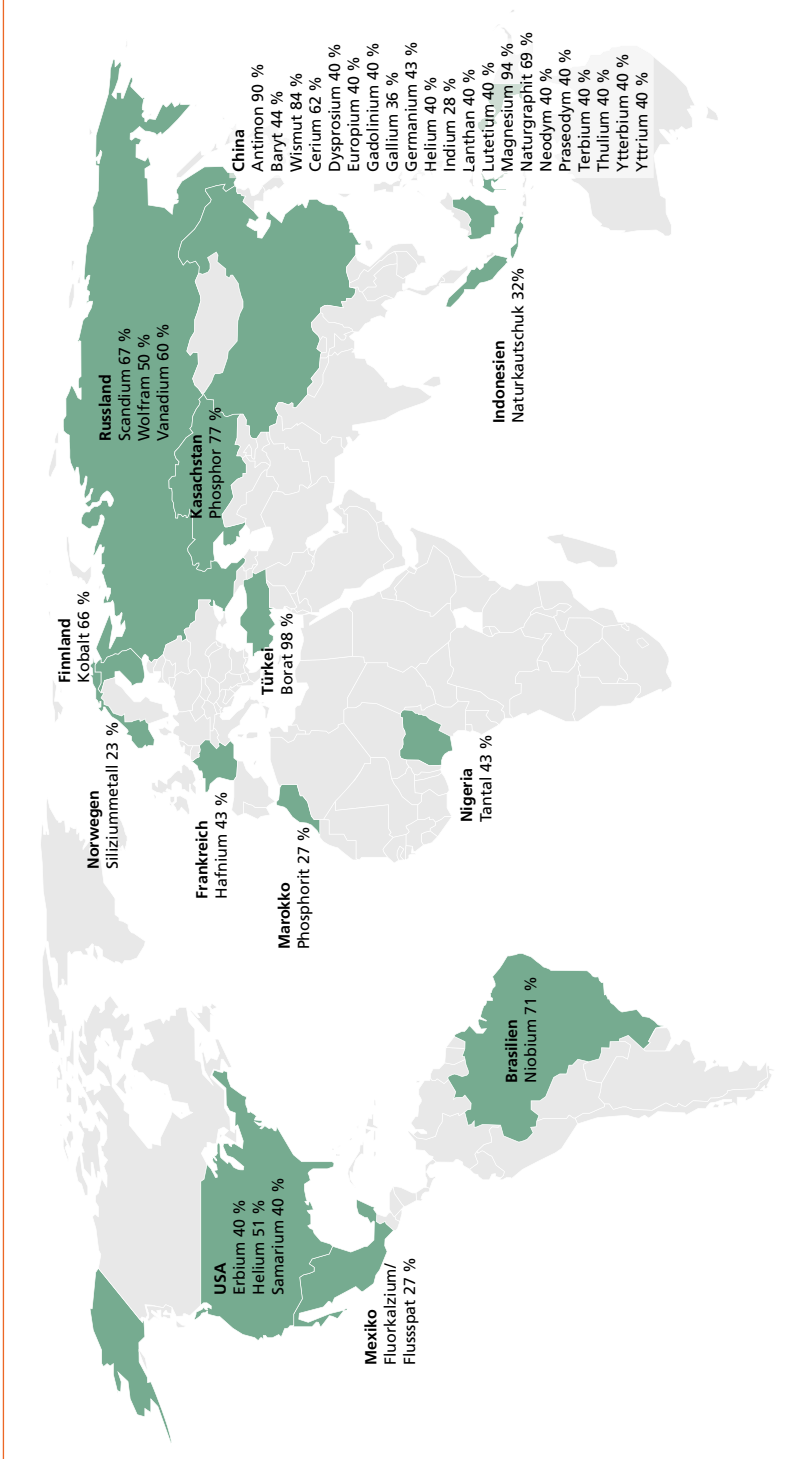 USA
Erbium 40 %
Helium 51 %
Samarium 40 %
Mexiko
Fluorkalzium/
Flussspat 27 %
Brasilien
Niobium 71 %
Norwegen
Siliziummetall 23 %
Finnland
Kobalt 66 %
Frankreich
Hafnium 43 %
Marokko
Phosphorit 27 %
Nigeria
Tantal 43 %
Türkei
Borat 98 %
Russland
Scandium 67 %
Wolfram 50 %
Vanadium 60 %
Kasachstan
Phosphor 77 %
Indonesien
Naturkautschuk 32%
China
Antimon 90 %
Baryt 44 %
Wismut 84 %
Cerium 62 %
Dysprosium 40 %
Europium 40 %
Gadolinium 40 %
Gallium 36 %
Germanium 43 %
Helium 40 %
Indium 28 %
Lanthan 40 %
Lutetium 40 %
Magnesium 94 %
Naturgraphit 69 %
Neodym 40 %
Praseodym 40 %
Terbium 40 %
Thulium 40 %
Ytterbium 40 %
Yttrium 40 %